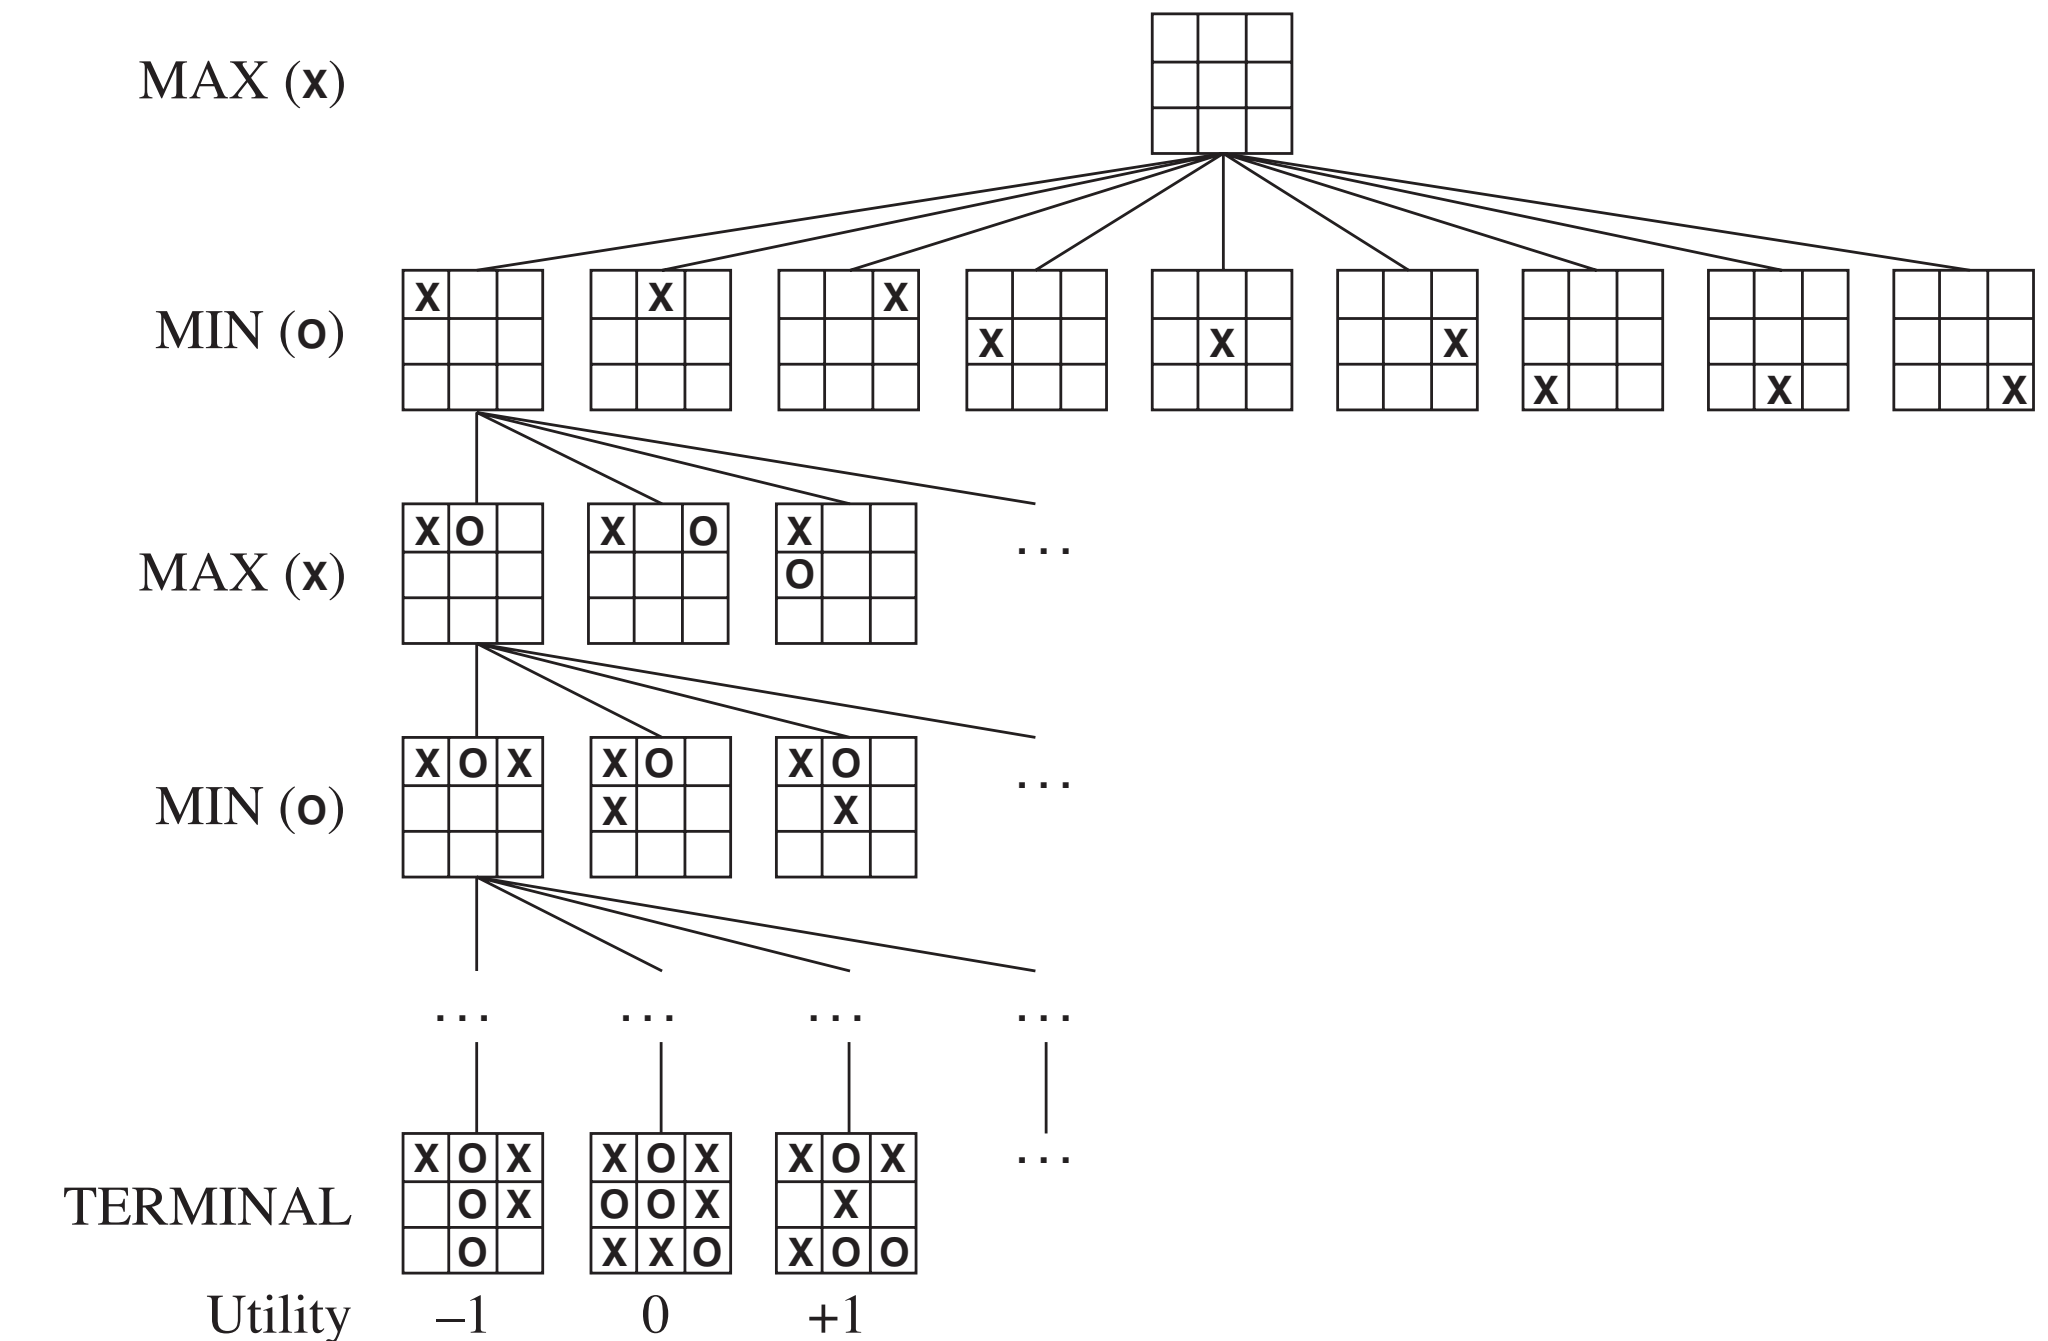 MAX (X)
MIN (O)
X X X X X X X X X
MAX (X)
X O X O X
O
...
MIN (O)
X O X X O X O
X X
...
... ... ... ...
TERMINAL
X O X X O X X O X
O X O O X X
O X X O X O O
...
Utility –1 0 +1